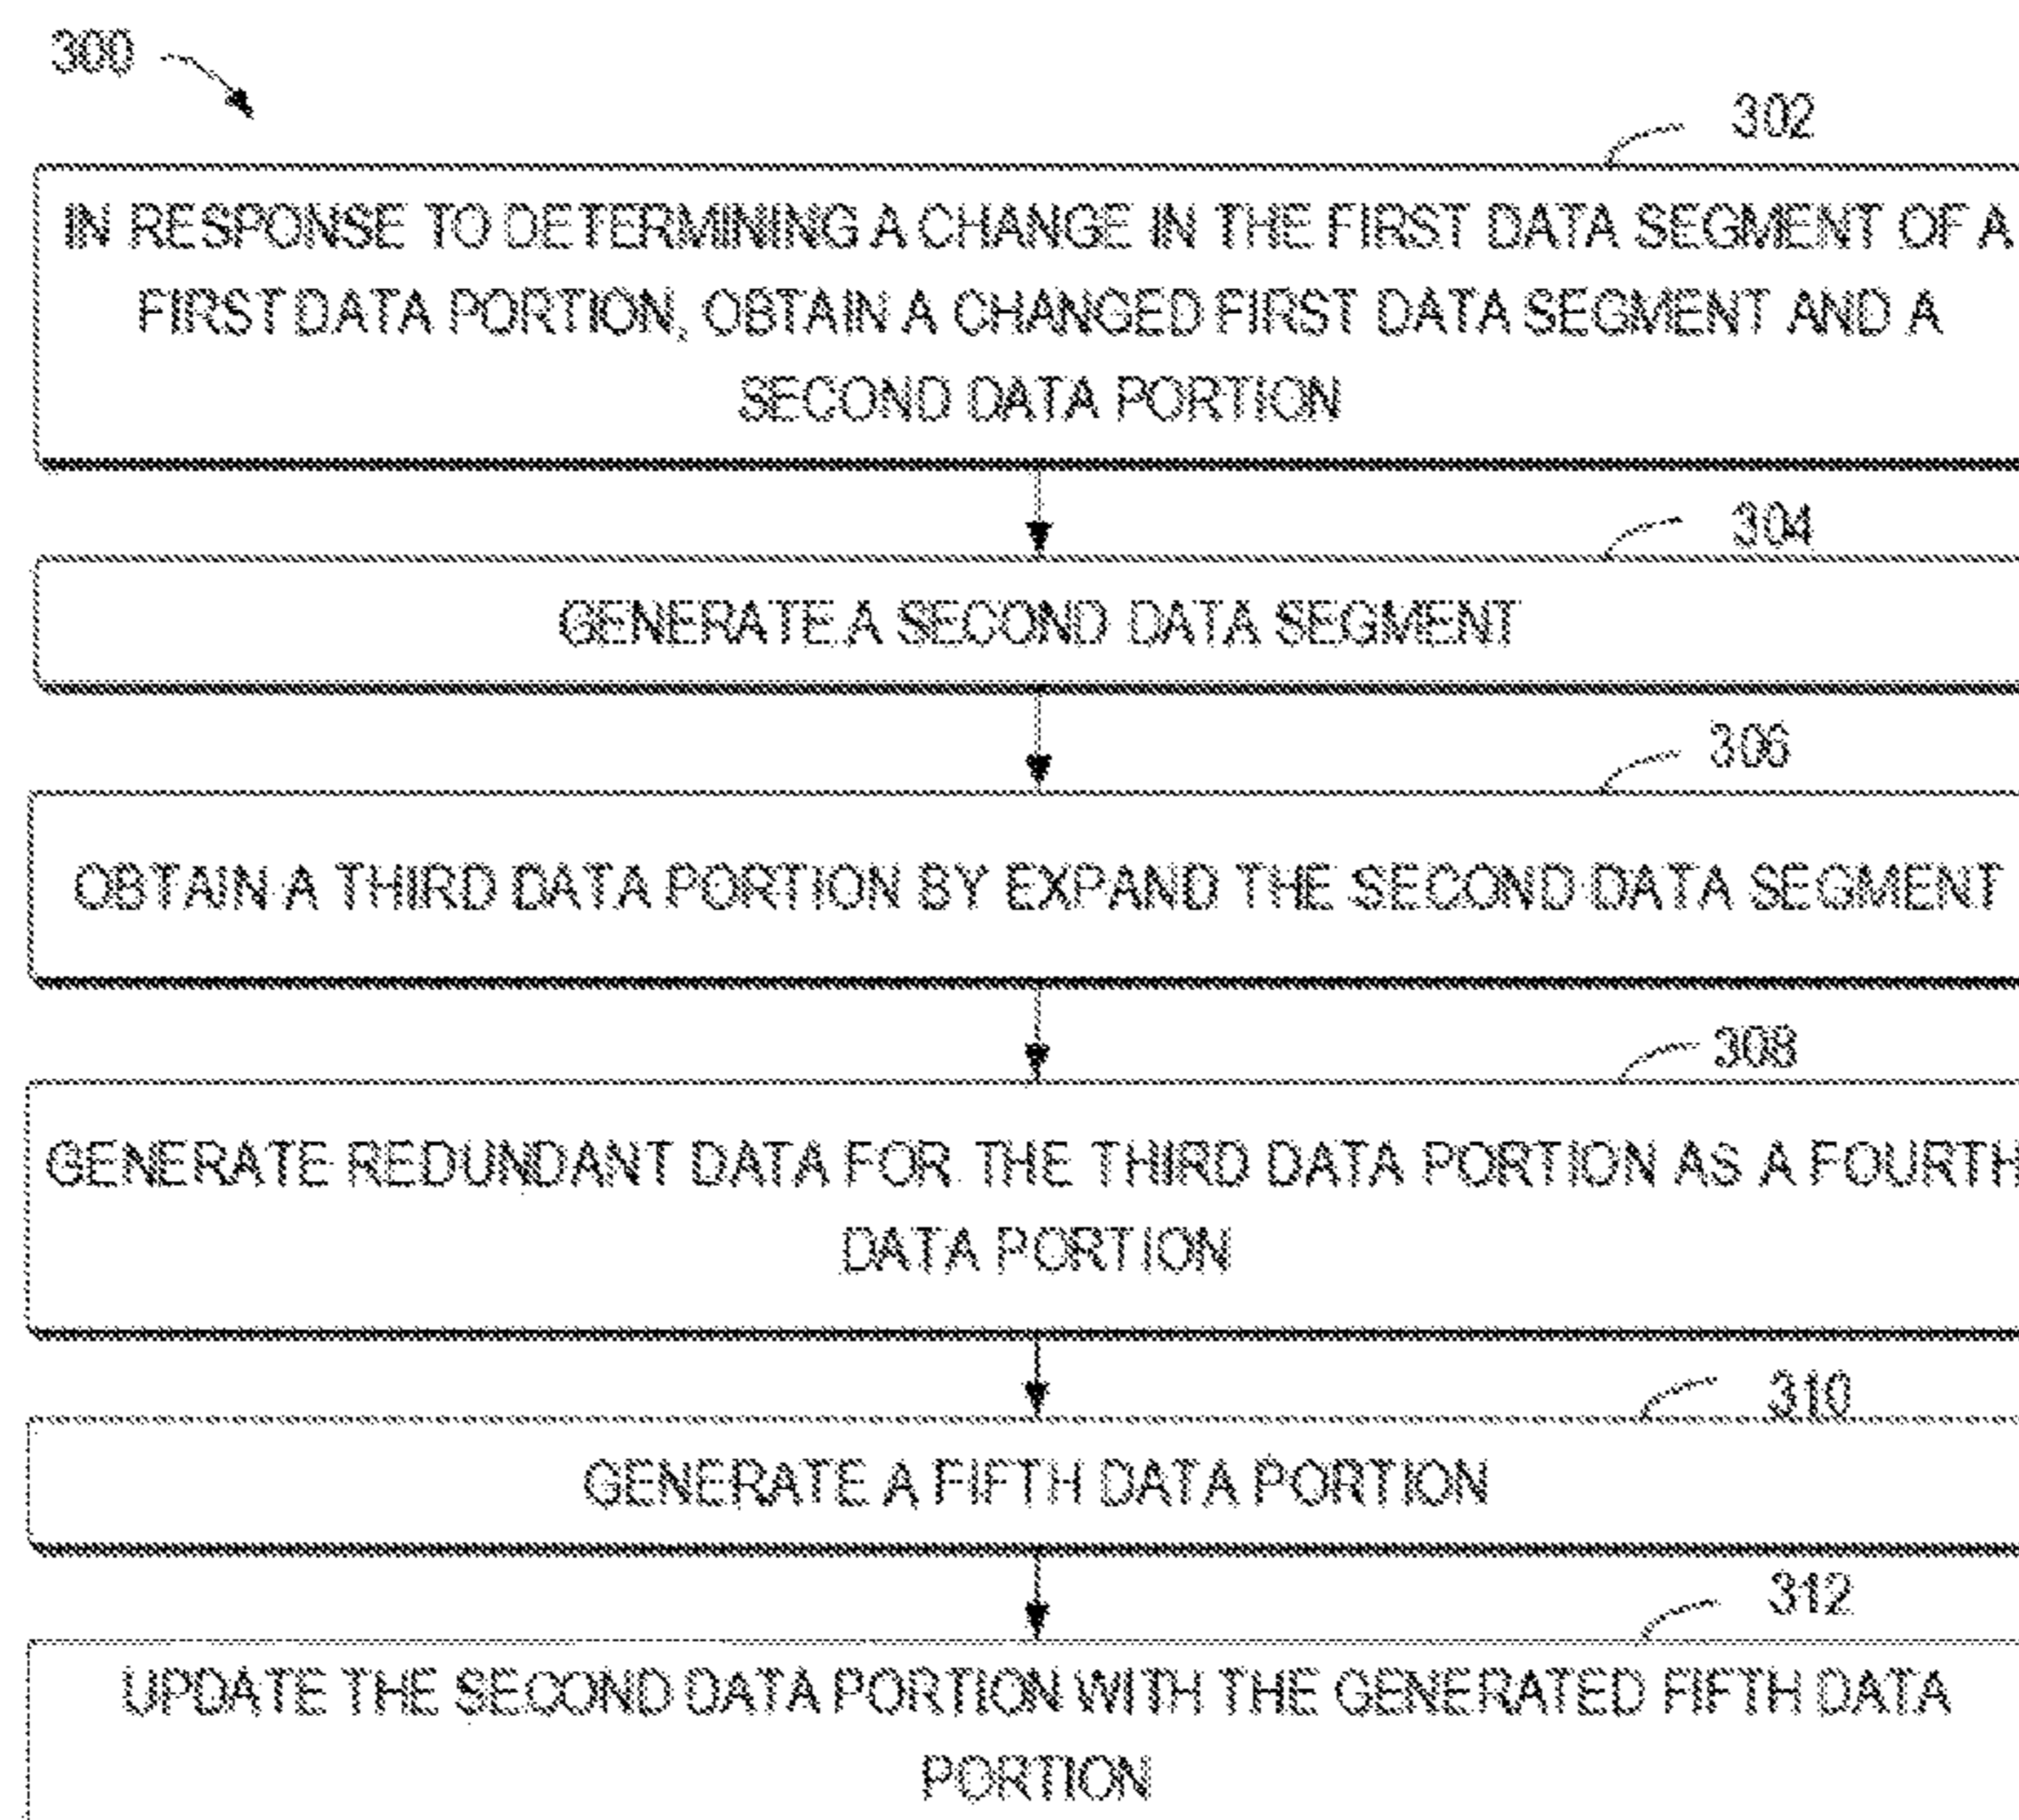 300
302
IN RESPONSE TO DETERMINING A CHANGE IN THE FIRST DATA SEGMENT OF A
FIRST DATA PORTION, OBTAIN A CHANGED FIRST DATA SEGMENT AND A
SECOND DATA PORTION
304
GENERATE A SECOND DATA SEGMENT
306
OBTAIN A THIRD DATA PORTION BY EXPAND THE SECOND DATA SEGMENT
308
GENERATE REDUNDANT DATA FOR THE THIRD DATA PORTION AS A FOURTH
DATA PORTION
310
GENERATE A FIFTH DATA PORTION
312
UPDATE THE SECOND DATA PORTION WITH THE GENERATED FIFTH DATA
PORTION